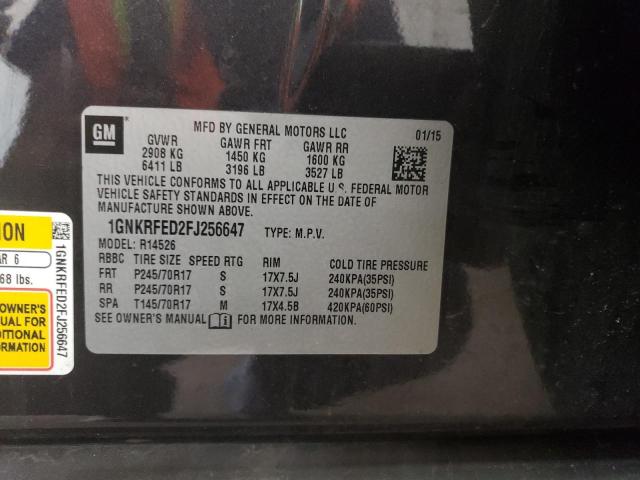 GM
MFD BY GENERAL MOTORS LLC 01/15
GVWR GAWR FRT GAWR RR
2908 KG 1450 KG 1600 KG
6411 LB 3196 LB 3527 LB
THIS VEHICLE CONFORMS TO ALL APPLICABLE U.S. FEDERAL MOTOR
VEHICLE SAFETY STANDARDS IN EFFECT ON THE DATE OF
MANUFACTURE SHOWN ABOVE.
1GNKRFED2FJ256647 TYPE: M.P.V.
MODEL: R14526
RBBC TIRE SIZE SPEED RTG RIM COLD TIRE PRESSURE
FRT P245/70R17 S 17X7.5J 240KPA(35PSI)
RR P245/70R17 S 17X7.5J 240KPA(35PSI)
SPA T145/70R17 M 17X4.5B 420KPA(60PSI)
SEE OWNER'S MANUAL FOR MORE INFORMATION.
ION
AR 6
68 lbs.
OWNER'S
UAL FOR
DITIONAL
ORMATION
1GNKRFED2FJ256647